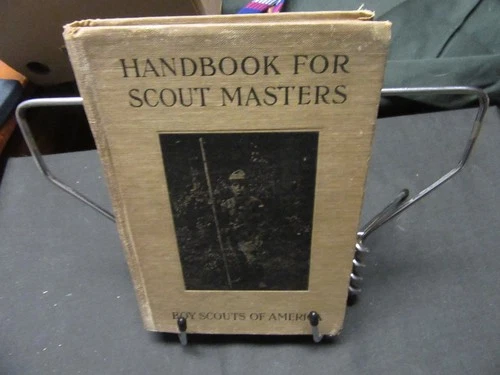 HANDBOOK FOR
SCOUT MASTERS
BOY SCOUTS OF AMERICA